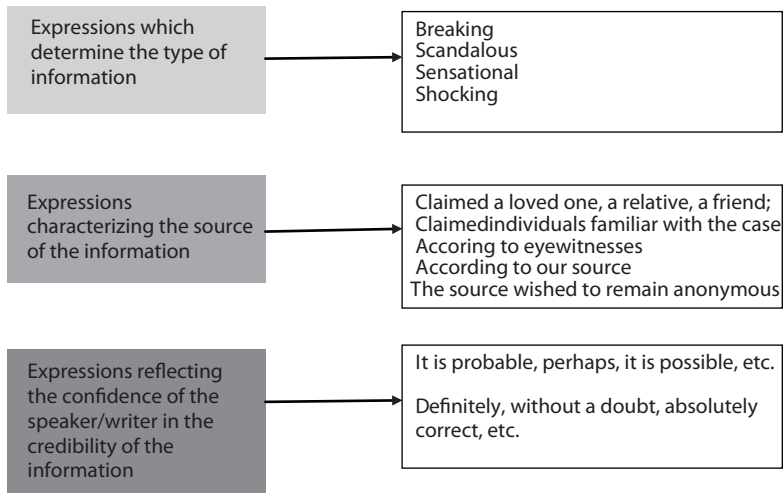 Expressions which
determine the type of
information
Breaking
Scandalous
Sensational
Shocking
Expressions
characterizing the source
of the information
Claimed a loved one, a relative, a friend;
Claimedindividuals familiar with the case
Accoring to eyewitnesses
According to our source
The source wished to remain anonymous
Expressions reflecting
the confidence of the
speaker/writer in the
credibility of the
information
It is probable, perhaps, it is possible, etc.
Definitely, without a doubt, absolutely
correct, etc.